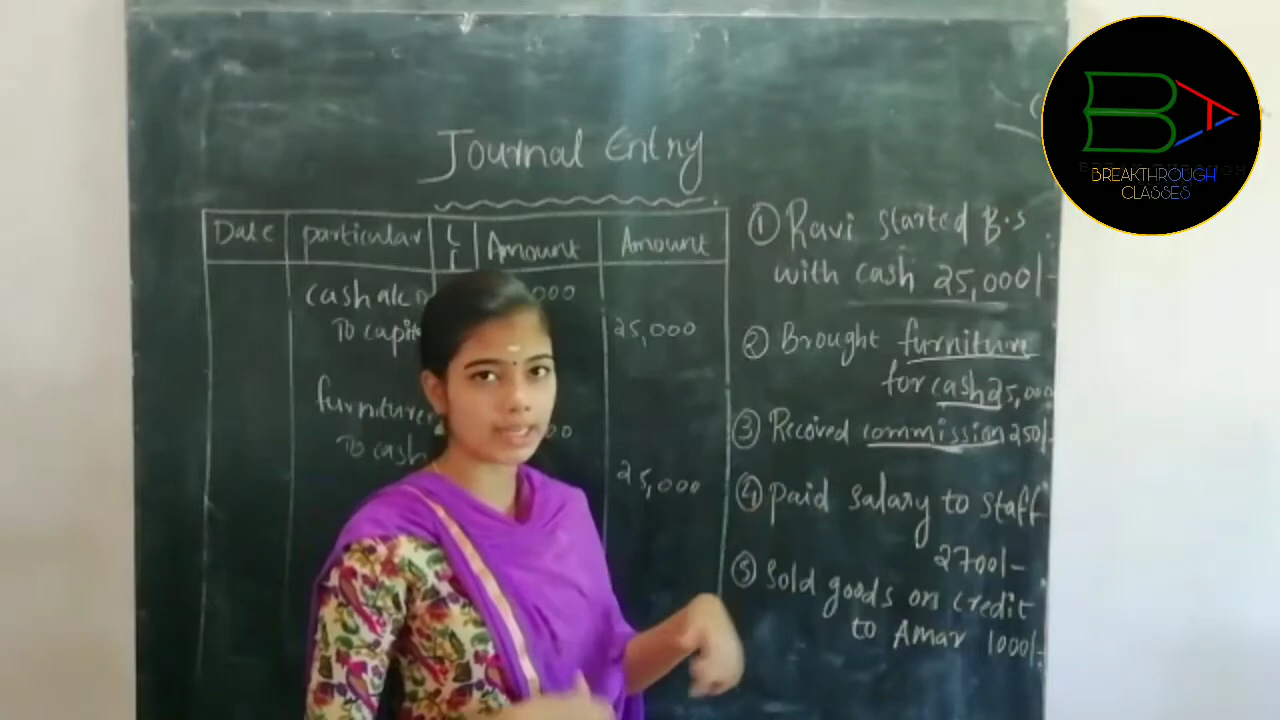 Journal Entry
Date particular L F Amount Amount
cash a/c
To 25,000
furniture
To cash
25,000
① Ravi started B.s
with cash 25,000/-
② Brought furniture
for cash 25,000
③ Recived commission 250/-
④ paid salary to staff
2700/-
⑤ Sold goods on credit
to Amar 1000/-
BREAKTHROUGH
CLASSES